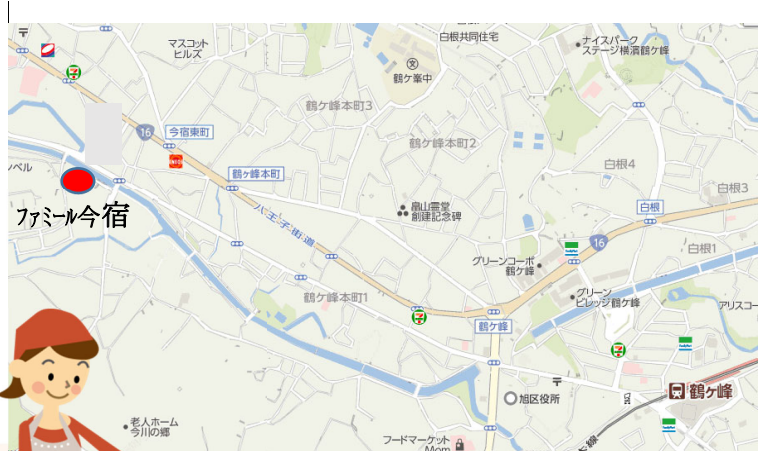 マスコット
ヒルズ
白根共同住宅
ナイスパーク
ステージ横濱鶴ケ峰
文
鶴ケ峯中
鶴ケ峰本町3
16
今宿東町
鶴ケ峰本町2
白根4
ノベル
鶴ケ峰本町
白根3
ファミール今宿
畠山霊堂
創建記念碑
白根
八王子街道
16
白根1
グリーンコーポ
鶴ケ峰
グリーン
ビレッジ鶴ケ峰
鶴ケ峰本町1
アリスコー
鶴ケ峰
旭区役所
鶴ケ峰
老人ホーム
今川の郷
フードマーケット
Mom